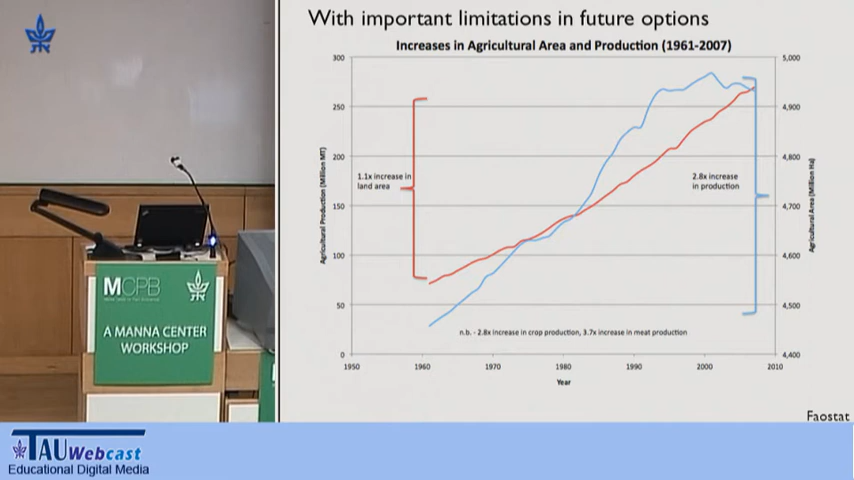 With important limitations in future options
Increases in Agricultural Area and Production (1961-2007)
300
250
200
150
100
50
0
5,000
4,900
4,800
4,700
4,600
4,500
4,400
Agricultural Production (Million MT)
Agricultural Area (Million Ha)
1.1x increase in
land area
2.8x increase
in production
n.b. - 2.8x increase in crop production, 3.7x increase in meat production
1950
1960
1970
1980
1990
2000
2010
Year
Faostat
MCPB
A MANNA CENTER
WORKSHOP
TAU Webcast
Educational Digital Media